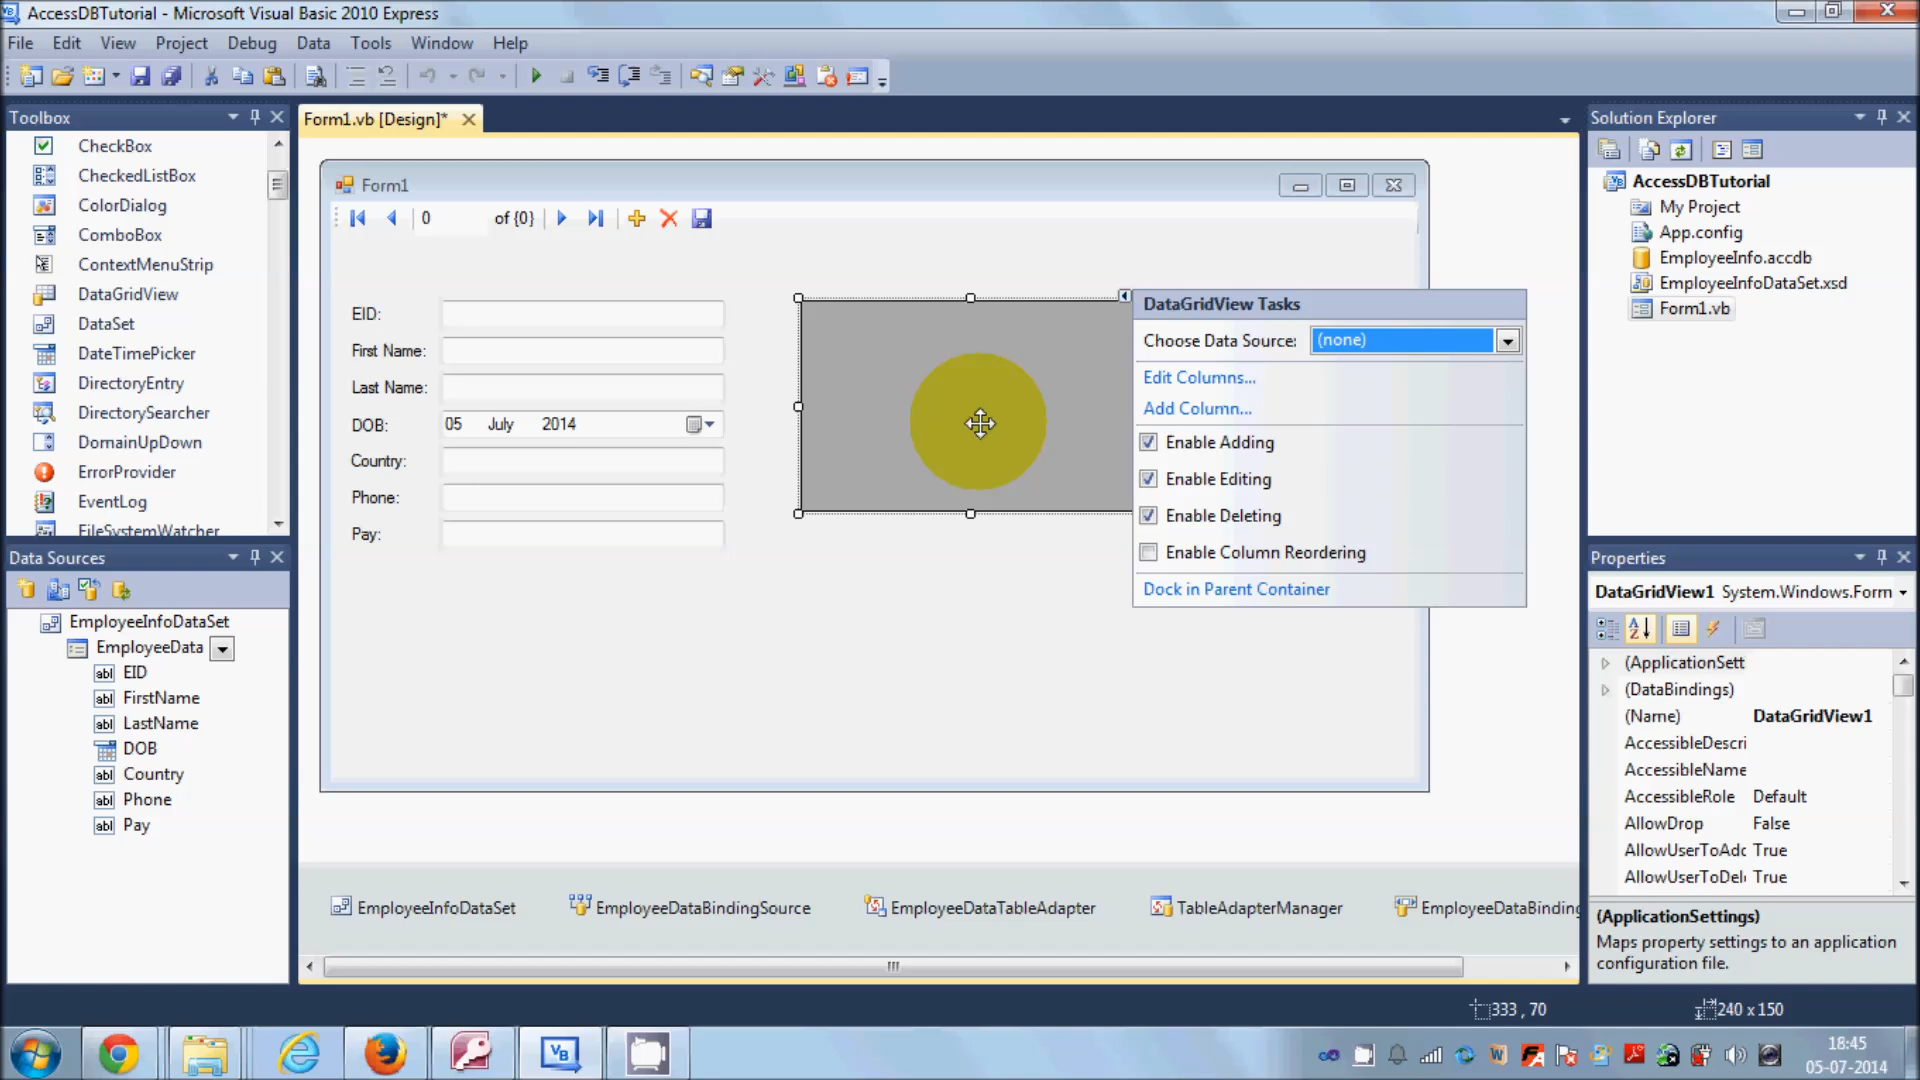 AccessDBTutorial - Microsoft Visual Basic 2010 Express
File Edit View Project Debug Data Tools Window Help
Toolbox
CheckBox
CheckedListBox
ColorDialog
ComboBox
ContextMenuStrip
DataGridView
DataSet
DateTimePicker
DirectoryEntry
DirectorySearcher
DomainUpDown
ErrorProvider
EventLog
FileSystemWatcher
Data Sources
EmployeeInfoDataSet
EmployeeData
EID
FirstName
LastName
DOB
Country
Phone
Pay
Form1.vb [Design]*
Form1
0 of {0}
EID:
First Name:
Last Name:
DOB: 05 July 2014
Country:
Phone:
Pay:
DataGridView Tasks
Choose Data Source: (none)
Edit Columns...
Add Column...
Enable Adding
Enable Editing
Enable Deleting
Enable Column Reordering
Dock in Parent Container
EmployeeInfoDataSet EmployeeDataBindingSource EmployeeDataTableAdapter TableAdapterManager EmployeeDataBinding
Solution Explorer
AccessDBTutorial
My Project
App.config
EmployeeInfo.accdb
EmployeeInfoDataSet.xsd
Form1.vb
Properties
DataGridView1 System.Windows.Form
(ApplicationSett
(DataBindings)
(Name) DataGridView1
AccessibleDescri
AccessibleName
AccessibleRole Default
AllowDrop False
AllowUserToAdd True
AllowUserToDel True
(ApplicationSettings)
Maps property settings to an application
configuration file.
333 , 70 240 x 150
18:45
05-07-2014